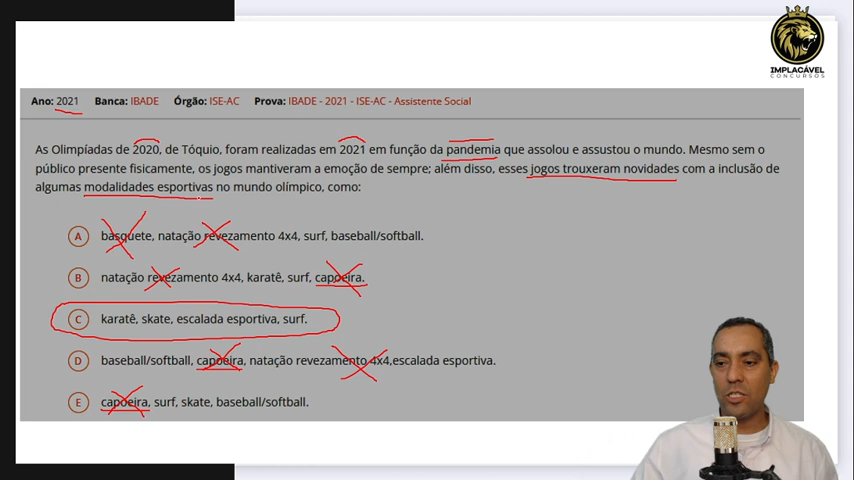 IMPLACÁVEL
CONCURSOS
Ano: 2021 Banca: IBADE Órgão: ISE-AC Prova: IBADE - 2021 - ISE-AC - Assistente Social
As Olimpíadas de 2020, de Tóquio, foram realizadas em 2021 em função da pandemia que assolou e assustou o mundo. Mesmo sem o
público presente fisicamente, os jogos mantiveram a emoção de sempre; além disso, esses jogos trouxeram novidades com a inclusão de
algumas modalidades esportivas no mundo olímpico, como:
A basquete, natação revezamento 4x4, surf, baseball/softball.
B natação revezamento 4x4, karatê, surf, capoeira.
C karatê, skate, escalada esportiva, surf.
D baseball/softball, capoeira, natação revezamento 4x4,escalada esportiva.
E capoeira, surf, skate, baseball/softball.